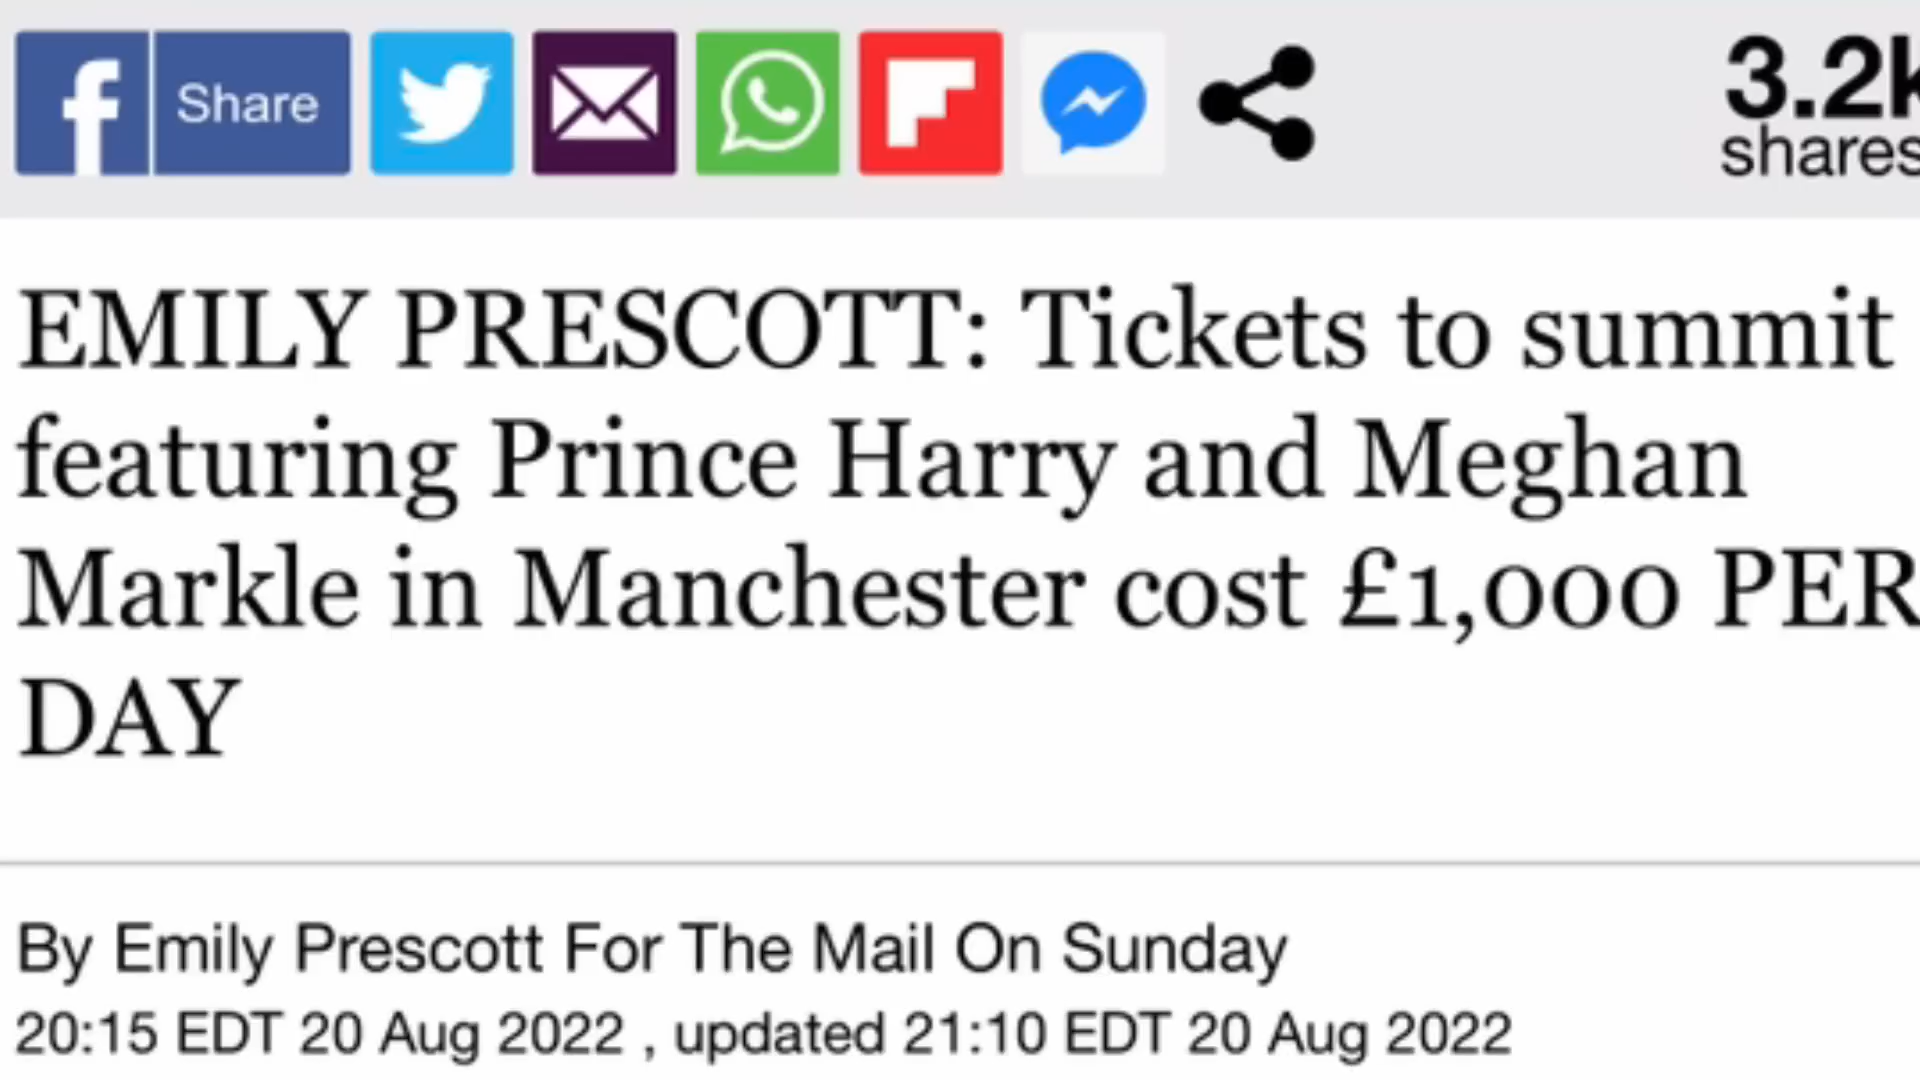 Share
3.2k
shares
EMILY PRESCOTT: Tickets to summit
featuring Prince Harry and Meghan
Markle in Manchester cost £1,000 PER
DAY
By Emily Prescott For The Mail On Sunday
20:15 EDT 20 Aug 2022 , updated 21:10 EDT 20 Aug 2022